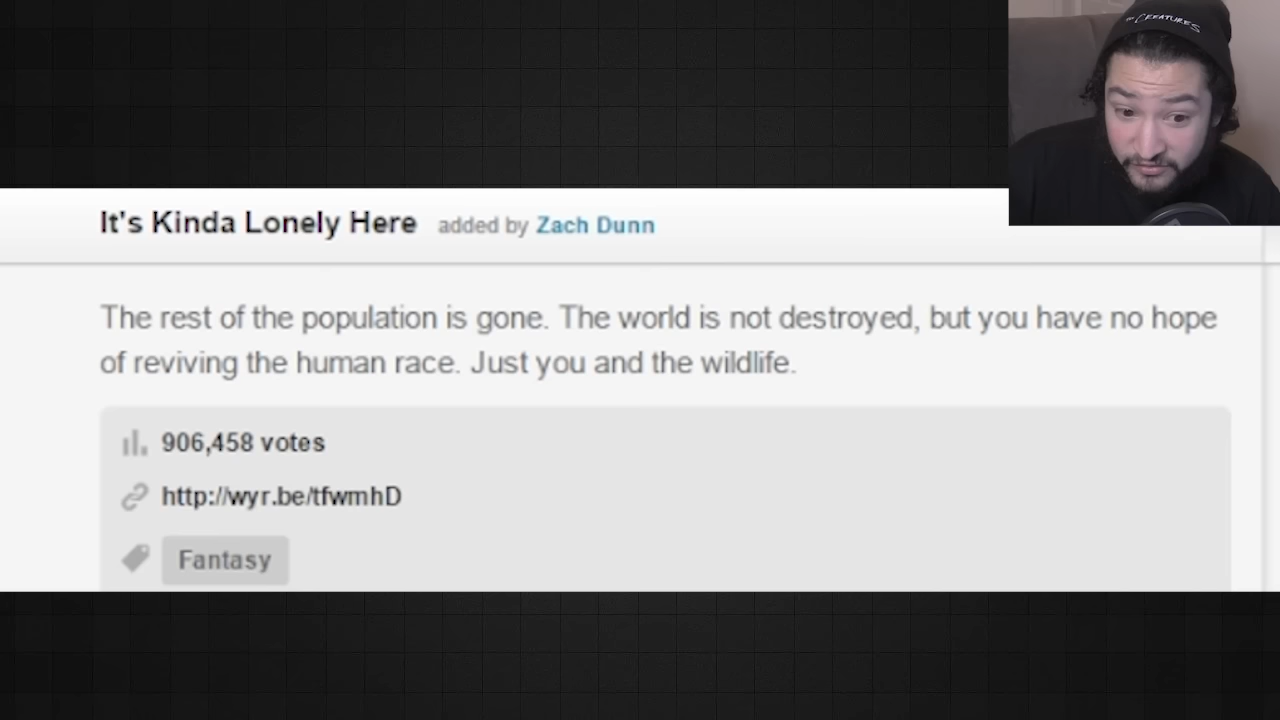 THE CREATURES
It's Kinda Lonely Here added by Zach Dunn
The rest of the population is gone. The world is not destroyed, but you have no hope
of reviving the human race. Just you and the wildlife.
906,458 votes
http://wyr.be/tfwmhD
Fantasy